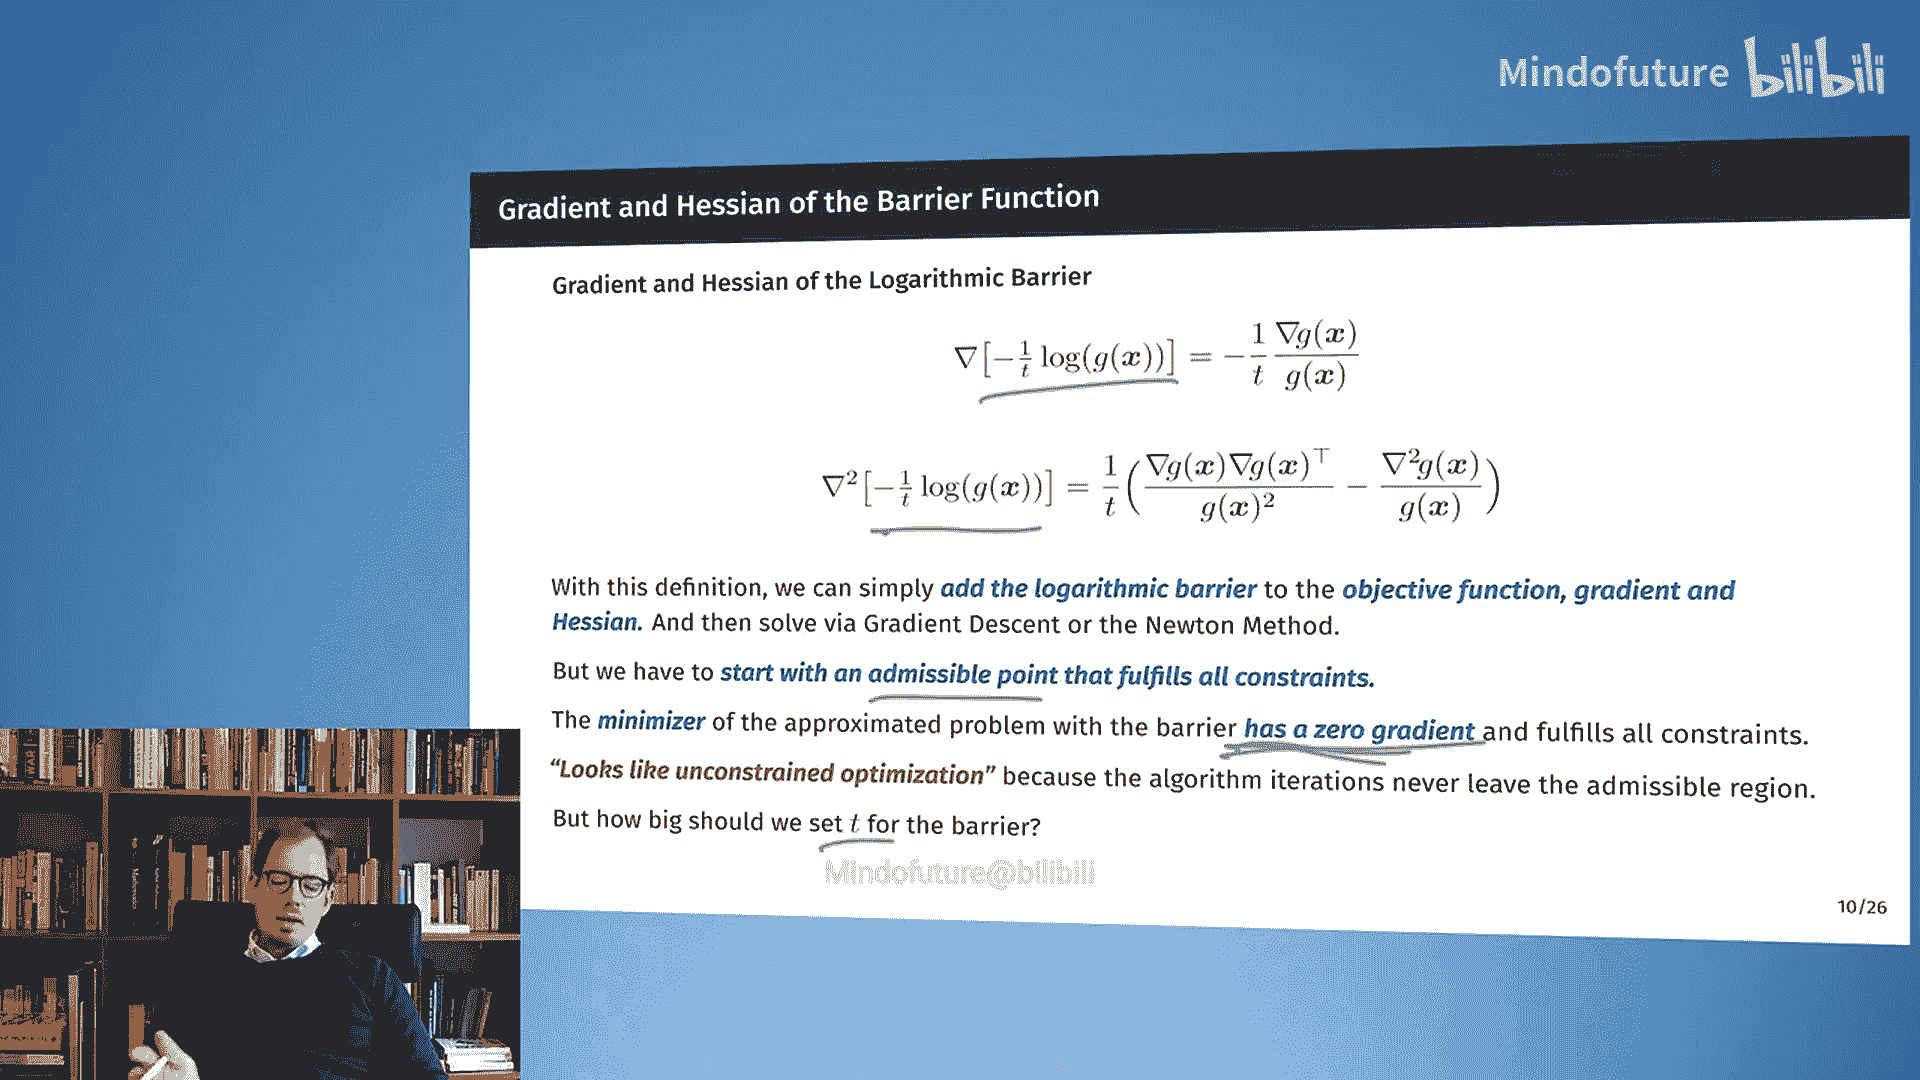 Mindofuture bilibili
Gradient and Hessian of the Barrier Function
Gradient and Hessian of the Logarithmic Barrier
∇[−1/t log(g(x))] = −1/t ∇g(x)/g(x)
∇²[−1/t log(g(x))] = 1/t (∇g(x)∇g(x)⊤/g(x)² − ∇²g(x)/g(x))
With this definition, we can simply add the logarithmic barrier to the objective function, gradient and
Hessian. And then solve via Gradient Descent or the Newton Method.
But we have to start with an admissible point that fulfills all constraints.
The minimizer of the approximated problem with the barrier has a zero gradient and fulfills all constraints.
“Looks like unconstrained optimization” because the algorithm iterations never leave the admissible region.
But how big should we set t for the barrier?
Mindofuture@bilibili
10/26